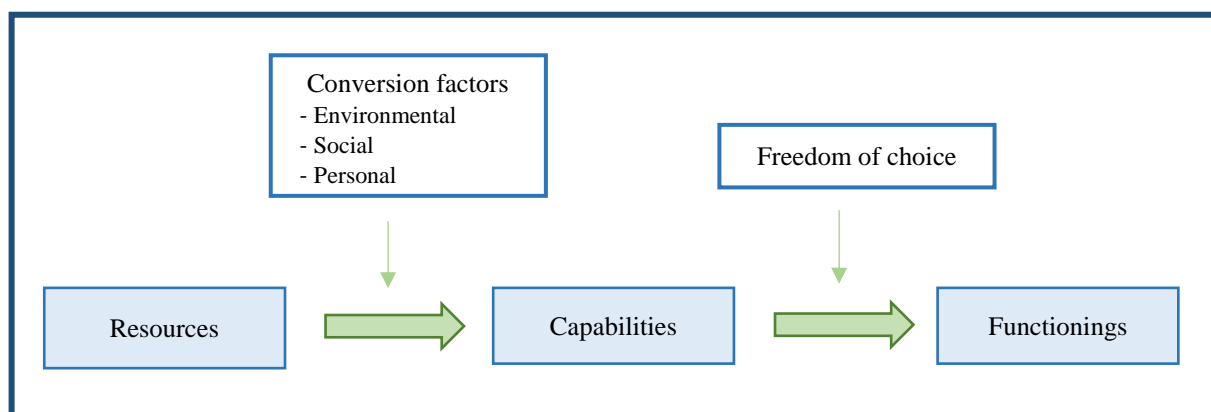 Conversion factors
- Environmental
- Social
- Personal
Freedom of choice
Resources
Capabilities
Functionings